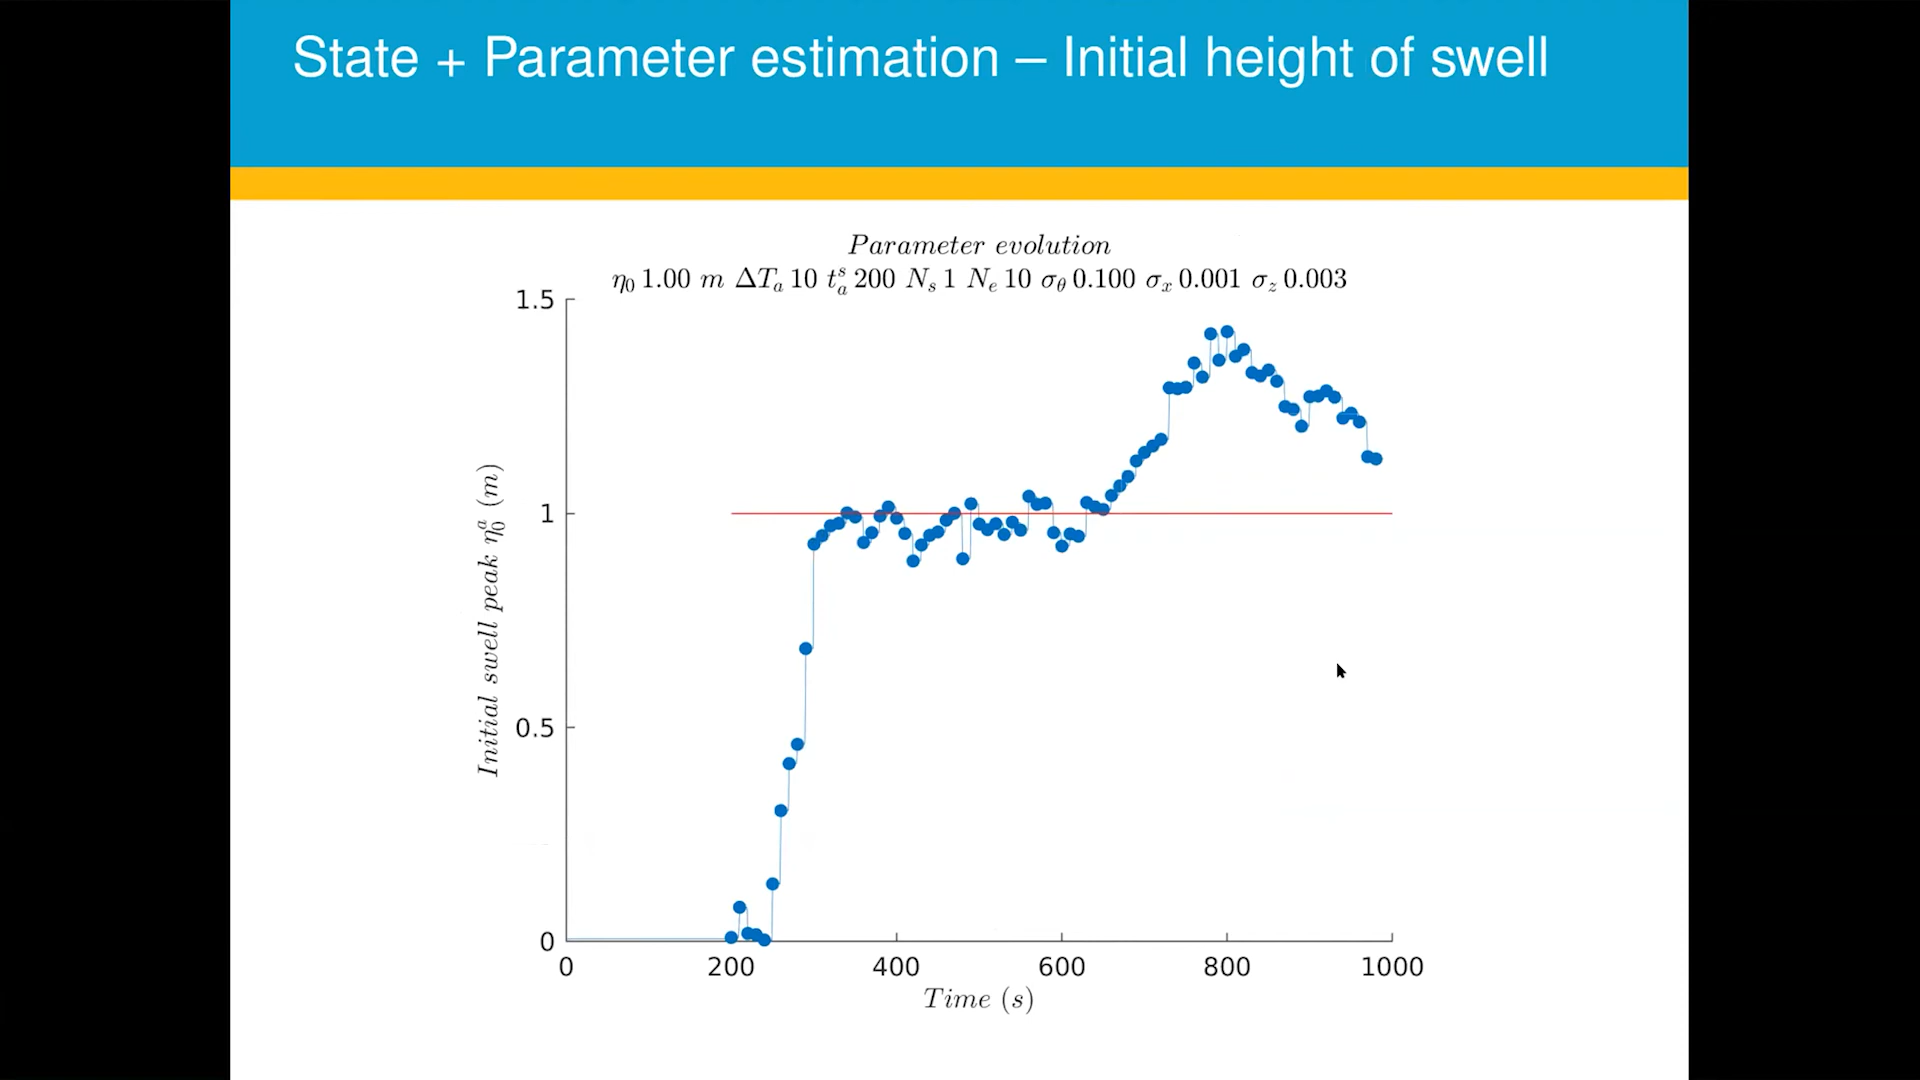 State + Parameter estimation – Initial height of swell
Parameter evolution
η₀ 1.00 m ΔTₐ 10 tₐˢ 200 Nₛ 1 Nₑ 10 σ_θ 0.100 σₓ 0.001 σ_z 0.003
1.5
1
0.5
0
Initial swell peak η₀ᵃ (m)
0 200 400 600 800 1000
Time (s)